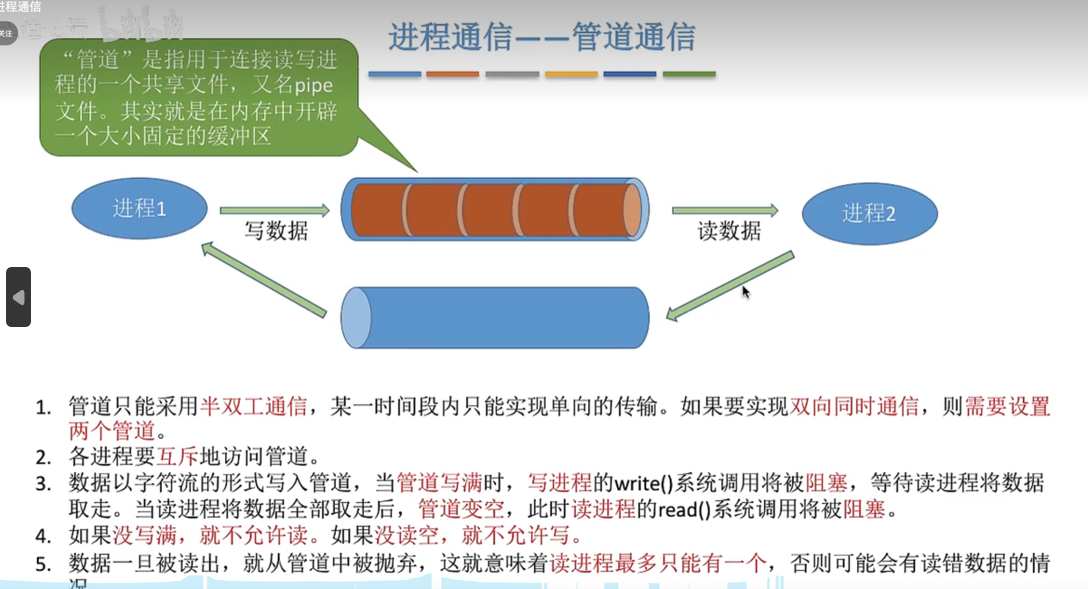 进程通信
关注
进程通信——管道通信
“管道”是指用于连接读写进
程的一个共享文件，又名pipe
文件。其实就是在内存中开辟
一个大小固定的缓冲区
进程1
写数据
读数据
进程2
1. 管道只能采用半双工通信，某一时间段内只能实现单向的传输。如果要实现双向同时通信，则需要设置
两个管道。
2. 各进程要互斥地访问管道。
3. 数据以字符流的形式写入管道，当管道写满时，写进程的write()系统调用将被阻塞，等待读进程将数据
取走。当读进程将数据全部取走后，管道变空，此时读进程的read()系统调用将被阻塞。
4. 如果没写满，就不允许读。如果没读空，就不允许写。
5. 数据一旦被读出，就从管道中被抛弃，这就意味着读进程最多只能有一个，否则可能会有读错数据的情
况